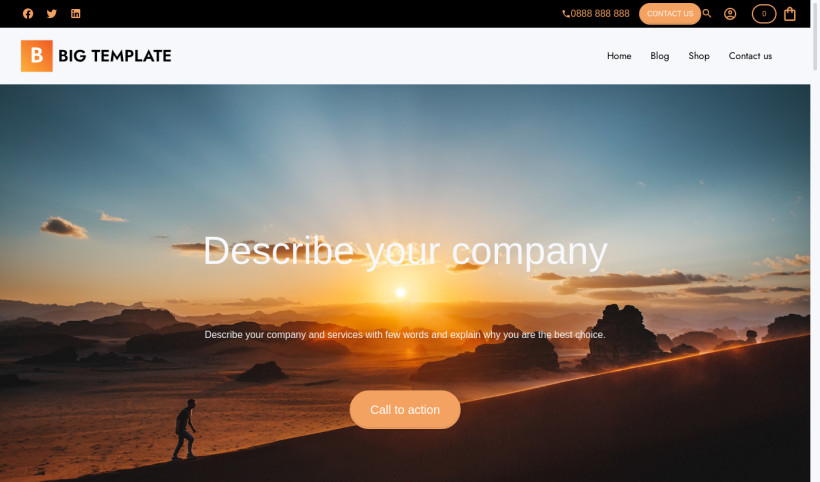 0888 888 888
CONTACT US
0
B BIG TEMPLATE
Home Blog Shop Contact us
Describe your company
Describe your company and services with few words and explain why you are the best choice.
Call to action